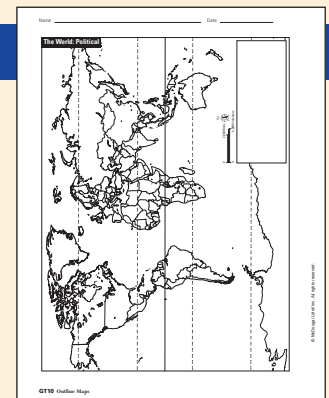 Name
Date
The World: Political
© McDougal Littell Inc. All rights reserved.
GT10 Outline Maps